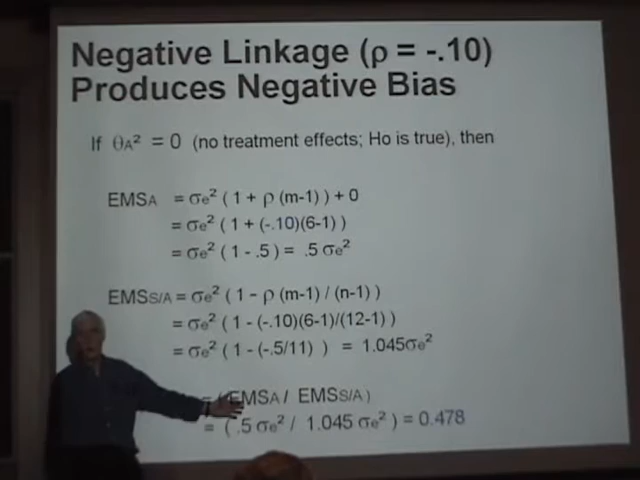 Negative Linkage (ρ = -.10)
Produces Negative Bias
If θA² = 0 (no treatment effects; Ho is true), then
EMSA = σe² ( 1 + ρ (m-1) ) + 0
= σe² ( 1 + (-.10)(6-1) )
= σe² ( 1 - .5 ) = .5 σe²
EMSS/A = σe² ( 1 - ρ (m-1) / (n-1) )
= σe² ( 1 - (-.10)(6-1)/(12-1) )
= σe² ( 1 - (-.5/11) ) = 1.045σe²
= ( EMSA / EMSS/A )
= ( .5 σe² / 1.045 σe² ) = 0.478